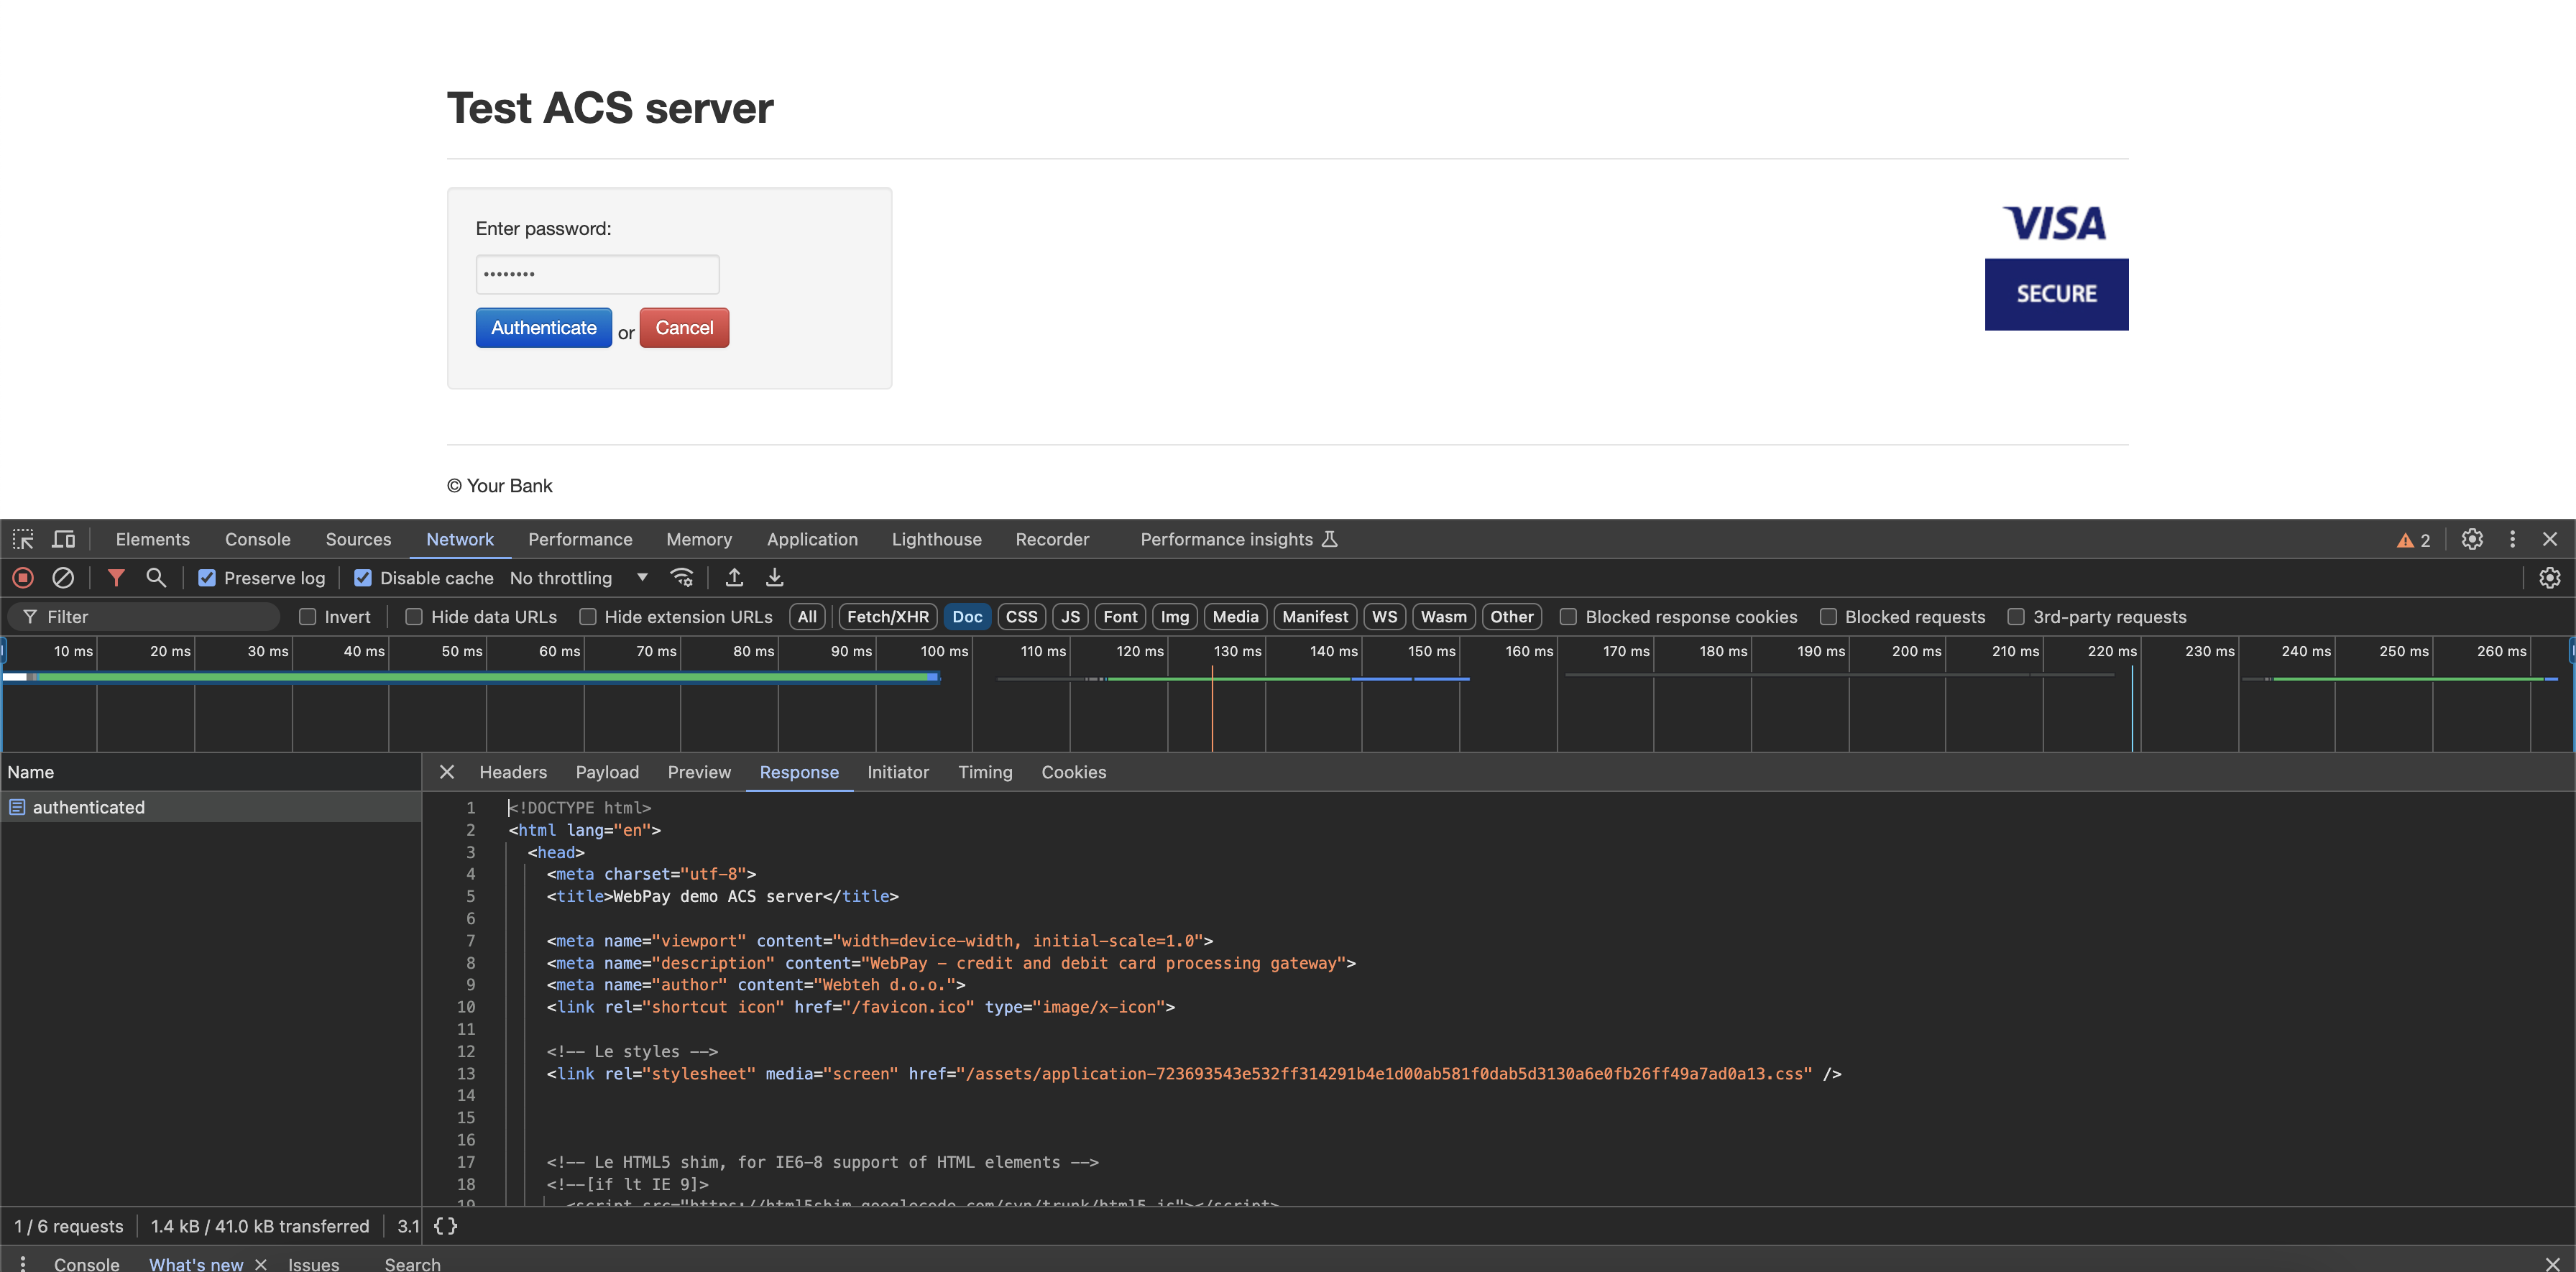 Test ACS server
Enter password:
••••••••
Authenticate or Cancel
VISA
SECURE
© Your Bank
Elements Console Sources Network Performance Memory Application Lighthouse Recorder Performance insights 2
Preserve log Disable cache No throttling
Filter Invert Hide data URLs Hide extension URLs All Fetch/XHR Doc CSS JS Font Img Media Manifest WS Wasm Other Blocked response cookies Blocked requests 3rd-party requests
10 ms 20 ms 30 ms 40 ms 50 ms 60 ms 70 ms 80 ms 90 ms 100 ms 110 ms 120 ms 130 ms 140 ms 150 ms 160 ms 170 ms 180 ms 190 ms 200 ms 210 ms 220 ms 230 ms 240 ms 250 ms 260 ms
Name
authenticated
Headers Payload Preview Response Initiator Timing Cookies
1 <!DOCTYPE html>
2 <html lang="en">
3 <head>
4 <meta charset="utf-8">
5 <title>WebPay demo ACS server</title>
6
7 <meta name="viewport" content="width=device-width, initial-scale=1.0">
8 <meta name="description" content="WebPay - credit and debit card processing gateway">
9 <meta name="author" content="Webteh d.o.o.">
10 <link rel="shortcut icon" href="/favicon.ico" type="image/x-icon">
11
12 <!-- Le styles -->
13 <link rel="stylesheet" media="screen" href="/assets/application-723693543e532ff314291b4e1d00ab581f0dab5d3130a6e0fb26ff49a7ad0a13.css" />
14
15
16
17 <!-- Le HTML5 shim, for IE6-8 support of HTML elements -->
18 <!--[if lt IE 9]>
19 <script src="https://html5shim.googlecode.com/svn/trunk/html5.js"></script>
1 / 6 requests 1.4 kB / 41.0 kB transferred 3.1 {}
Console What's new Issues Search